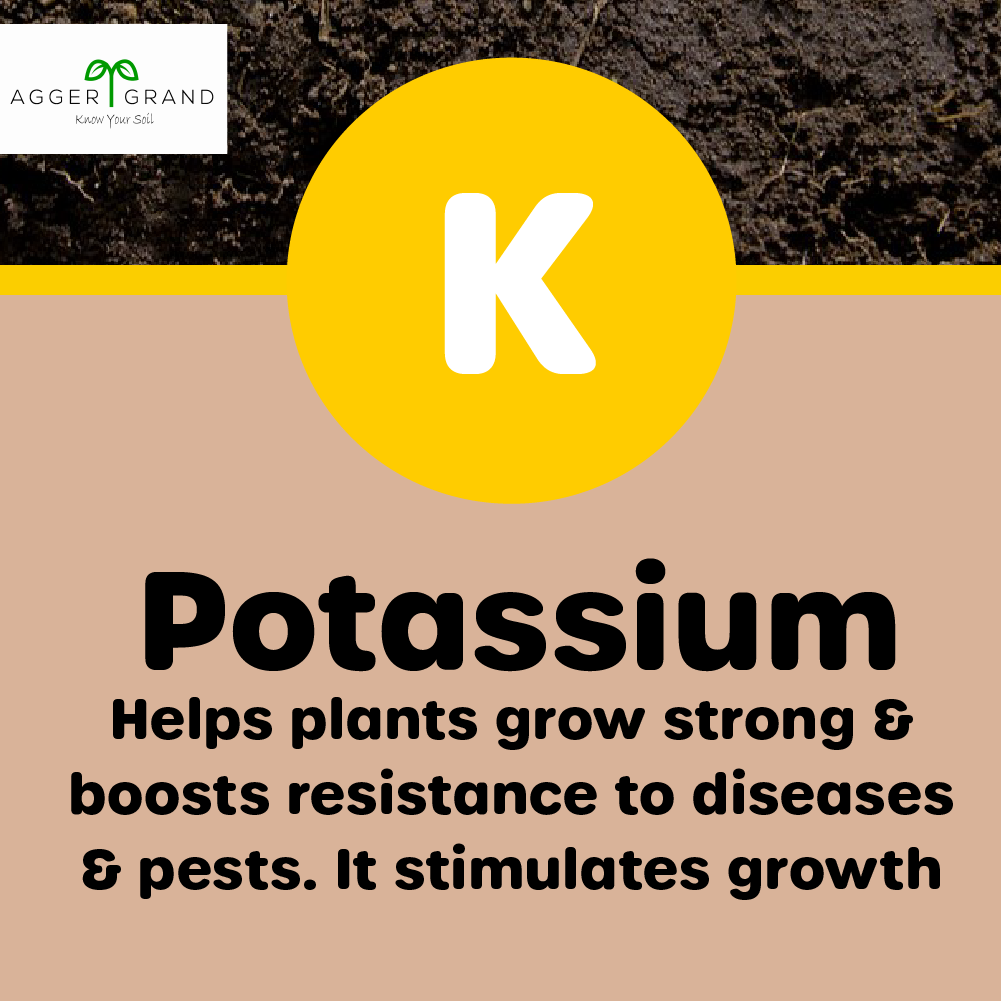 AGGER GRAND
Know Your Soil
K
Potassium
Helps plants grow strong &
boosts resistance to diseases
& pests. It stimulates growth